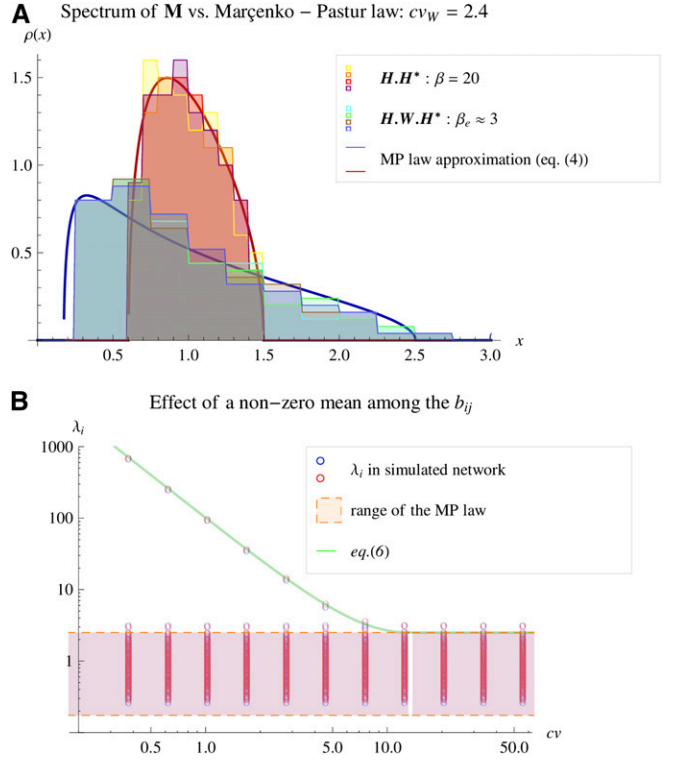 A
Spectrum of M vs. Marçenko – Pastur law: cv_W = 2.4
ρ(x)
1.5
1.0
0.5
0.5 1.0 1.5 2.0 2.5 3.0 x
H.H* : β = 20
H.W.H* : β_e ≈ 3
MP law approximation (eq. (4))
B
Effect of a non−zero mean among the b_ij
λ_i
1000
100
10
1
0.5 1.0 5.0 10.0 50.0 cv
λ_i in simulated network
range of the MP law
eq.(6)